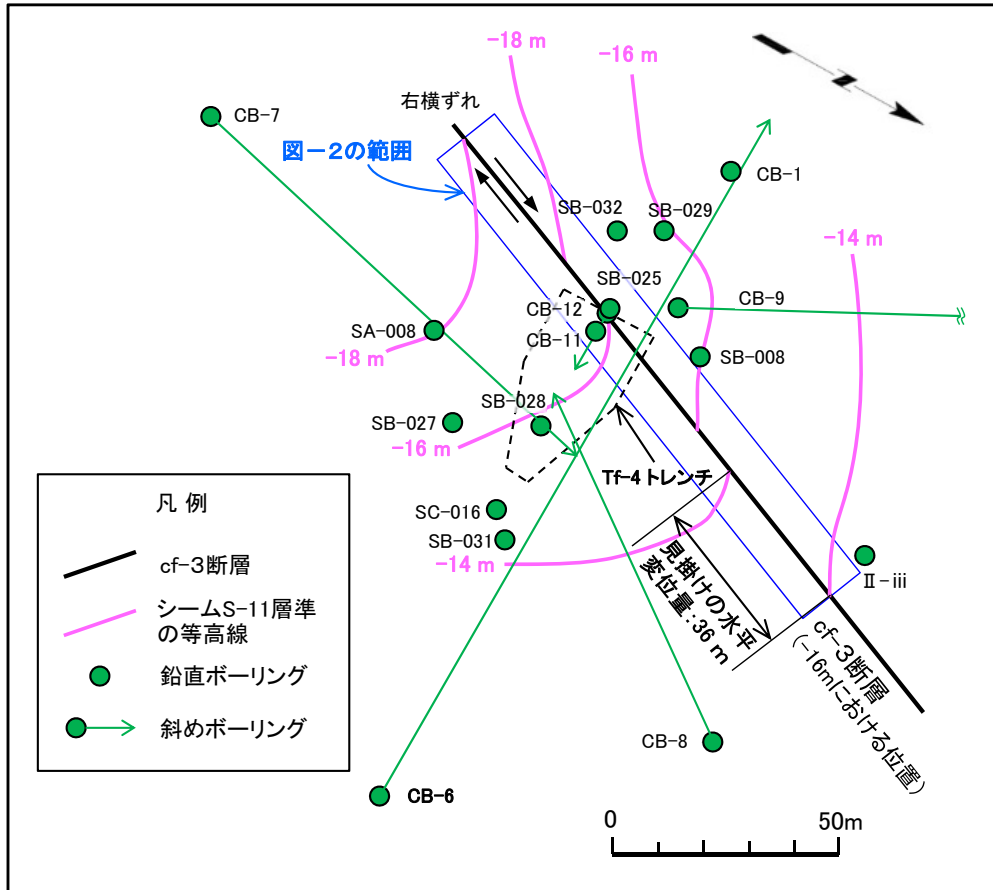 -18 m
-16 m
右横ずれ
CB-7
図－2の範囲
CB-1
SB-032
SB-029
-14 m
SB-025
CB-12
CB-9
CB-11
SA-008
-18 m
SB-008
SB-028
SB-027
-16 m
Tf-4トレンチ
凡 例
cf-3断層
シームS-11層準
の等高線
鉛直ボーリング
斜めボーリング
SC-016
SB-031
-14 m
見掛けの水平
変位量:36 m
Ⅱ-ⅲ
cf-3断層
(-16mにおける位置)
CB-8
CB-6
0
50m